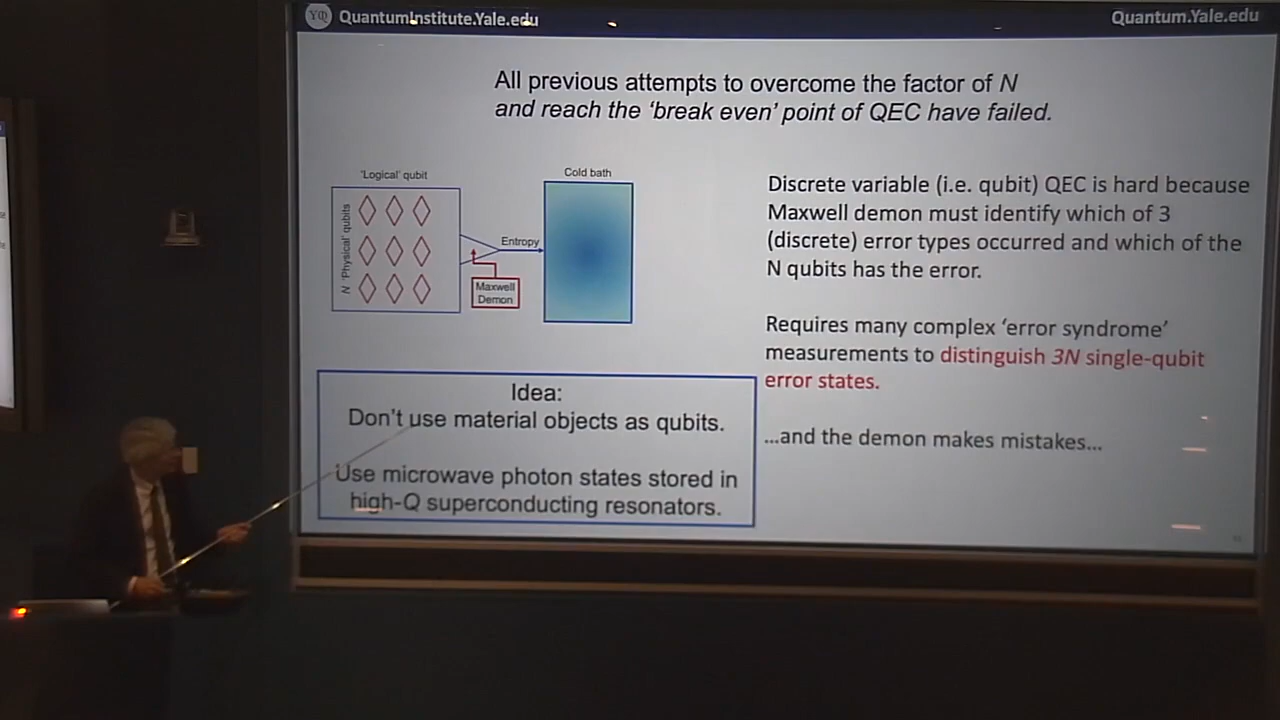 YQ
QuantumInstitute.Yale.edu
Quantum.Yale.edu
All previous attempts to overcome the factor of N
and reach the ‘break even’ point of QEC have failed.
‘Logical’ qubit
N ‘Physical’ qubits
Entropy
Maxwell
Demon
Cold bath
Discrete variable (i.e. qubit) QEC is hard because
Maxwell demon must identify which of 3
(discrete) error types occurred and which of the
N qubits has the error.
Requires many complex ‘error syndrome’
measurements to distinguish 3N single-qubit
error states.
...and the demon makes mistakes...
Idea:
Don’t use material objects as qubits.
Use microwave photon states stored in
high-Q superconducting resonators.